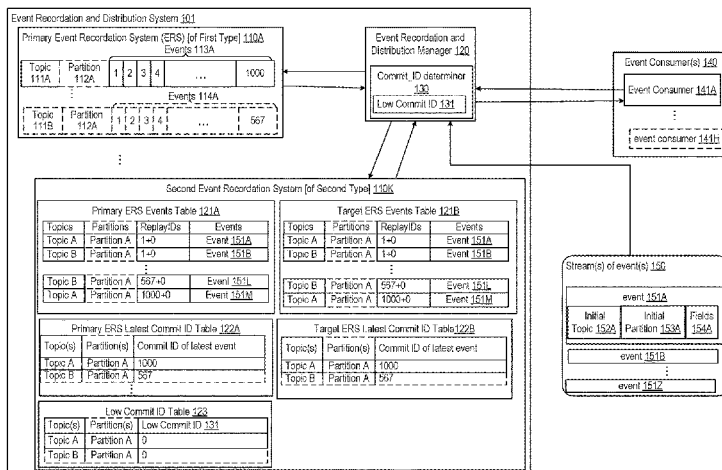 Event Recordation and Distribution System 101
Primary Event Recordation System (ERS) [of First Type] 110A
Events 113A
Topic 111A
Partition 112A
1 2 3 4 ... 1000
Events 114A
Topic 111B
Partition 112A
1 2 3 4 ... 567
Event Recordation and Distribution Manager 120
Commit_ID determiner 130
Low Commit ID 131
Event Consumer(s) 140
Event Consumer 141A
event consumer 141H
Second Event Recordation System [of Second Type] 110K
Primary ERS Events Table 121A
Topics Partitions ReplayIDs Events
Topic A Partition A 1+0 Event 151A
Topic B Partition A 1+0 Event 151B
Topic B Partition A 567+0 Event 151L
Topic A Partition A 1000+0 Event 151M
Target ERS Events Table 121B
Topics Partitions ReplayIDs Events
Topic A Partition A 1+0 Event 151A
Topic B Partition A 1+0 Event 151B
Topic B Partition A 567+0 Event 151L
Topic A Partition A 1000+0 Event 151M
Primary ERS Latest Commit ID Table 122A
Topic(s) Partition(s) Commit ID of latest event
Topic A Partition A 1000
Topic B Partition A 567
Target ERS Latest Commit ID Table 122B
Topic(s) Partition(s) Commit ID of latest event
Topic A Partition A 1000
Topic B Partition A 567
Low Commit ID Table 123
Topic(s) Partition(s) Low Commit ID 131
Topic A Partition A 0
Topic B Partition A 0
Stream(s) of event(s) 150
event 151A
Initial Topic 152A
Initial Partition 153A
Fields 154A
event 151B
event 151Z